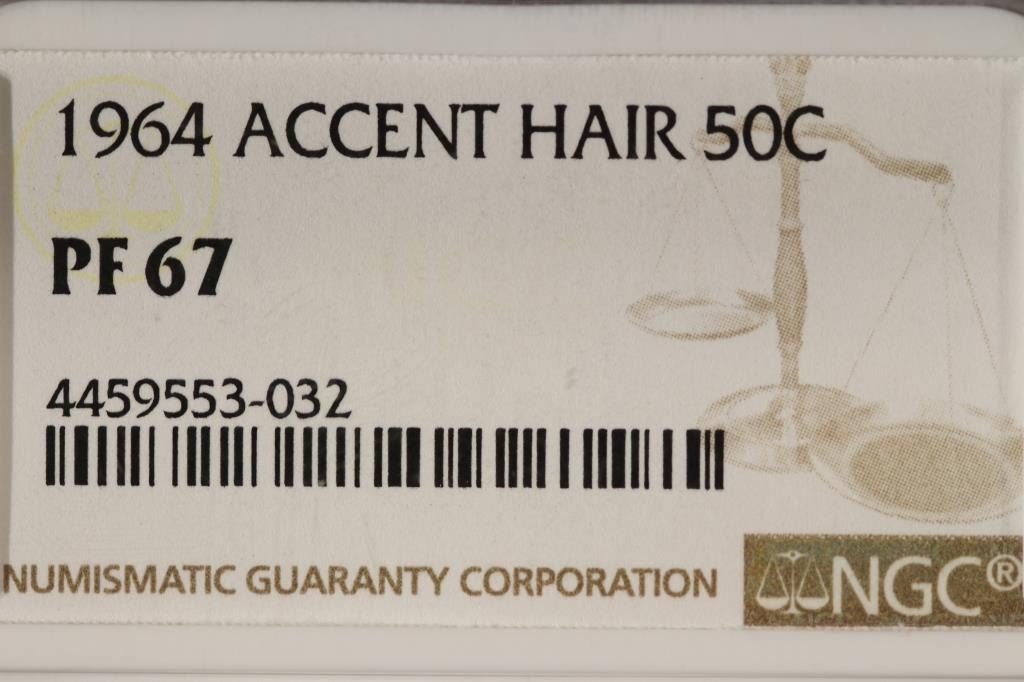 1964 ACCENT HAIR 50C
PF 67
4459553-032
NUMISMATIC GUARANTY CORPORATION
NGC®